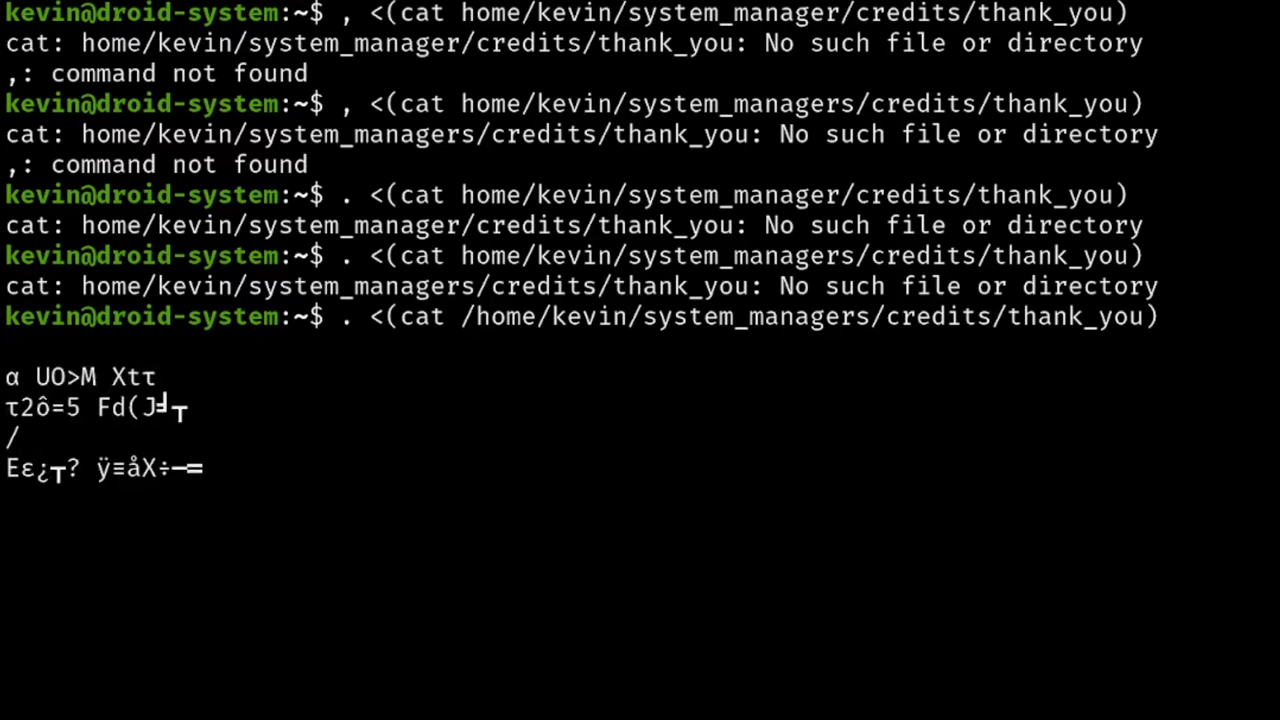 kevin@droid-system:~$ , <(cat home/kevin/system_manager/credits/thank_you)
cat: home/kevin/system_manager/credits/thank_you: No such file or directory
,: command not found
kevin@droid-system:~$ , <(cat home/kevin/system_managers/credits/thank_you)
cat: home/kevin/system_managers/credits/thank_you: No such file or directory
,: command not found
kevin@droid-system:~$ . <(cat home/kevin/system_manager/credits/thank_you)
cat: home/kevin/system_manager/credits/thank_you: No such file or directory
kevin@droid-system:~$ . <(cat home/kevin/system_managers/credits/thank_you)
cat: home/kevin/system_managers/credits/thank_you: No such file or directory
kevin@droid-system:~$ . <(cat /home/kevin/system_managers/credits/thank_you)
α UO>M Xtτ
τ2ô=5 Fd(J╛┬
/
Eε¿┬? ÿ≡åX÷─═